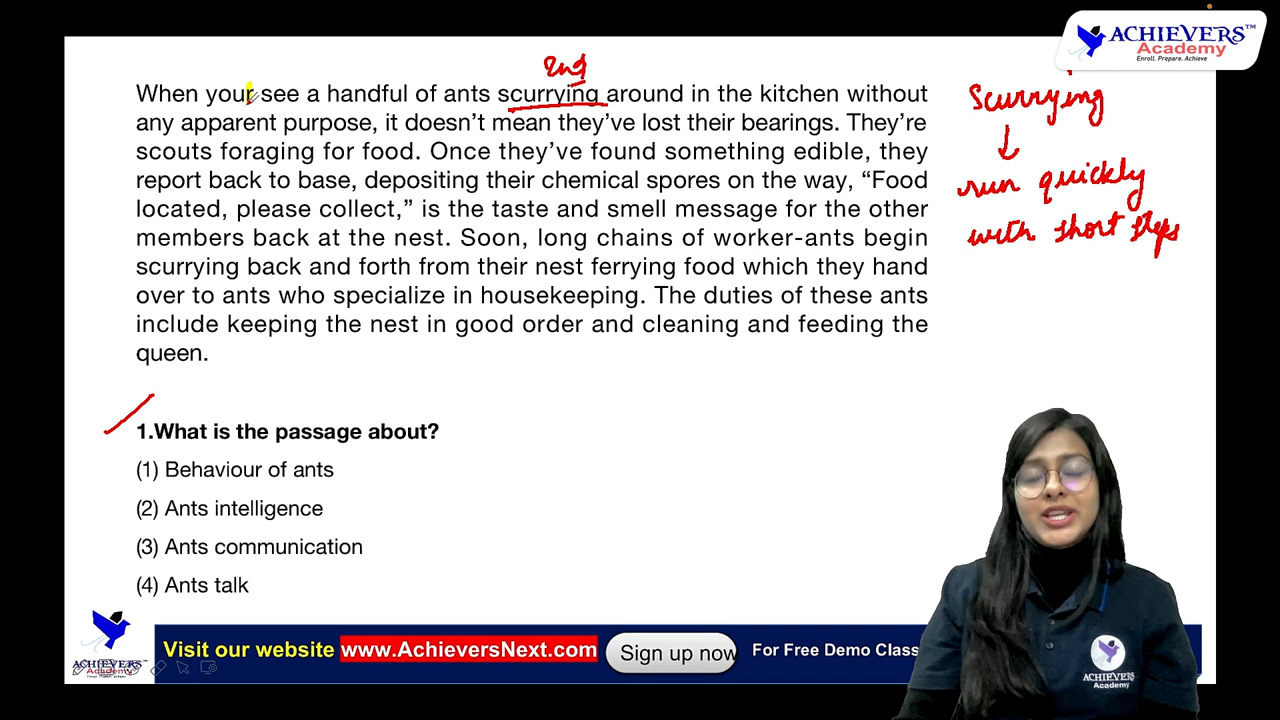 ACHIEVERS™
Academy
Enroll. Prepare. Achieve
2nd
When your see a handful of ants scurrying around in the kitchen without
any apparent purpose, it doesn't mean they've lost their bearings. They're
scouts foraging for food. Once they've found something edible, they
report back to base, depositing their chemical spores on the way, “Food
located, please collect,” is the taste and smell message for the other
members back at the nest. Soon, long chains of worker-ants begin
scurrying back and forth from their nest ferrying food which they hand
over to ants who specialize in housekeeping. The duties of these ants
include keeping the nest in good order and cleaning and feeding the
queen.
Scurrying
run quickly
with short steps
1.What is the passage about?
(1) Behaviour of ants
(2) Ants intelligence
(3) Ants communication
(4) Ants talk
ACHIEVERS
Academy
Visit our website www.AchieversNext.com
Sign up now
For Free Demo Class
ACHIEVERS
Academy